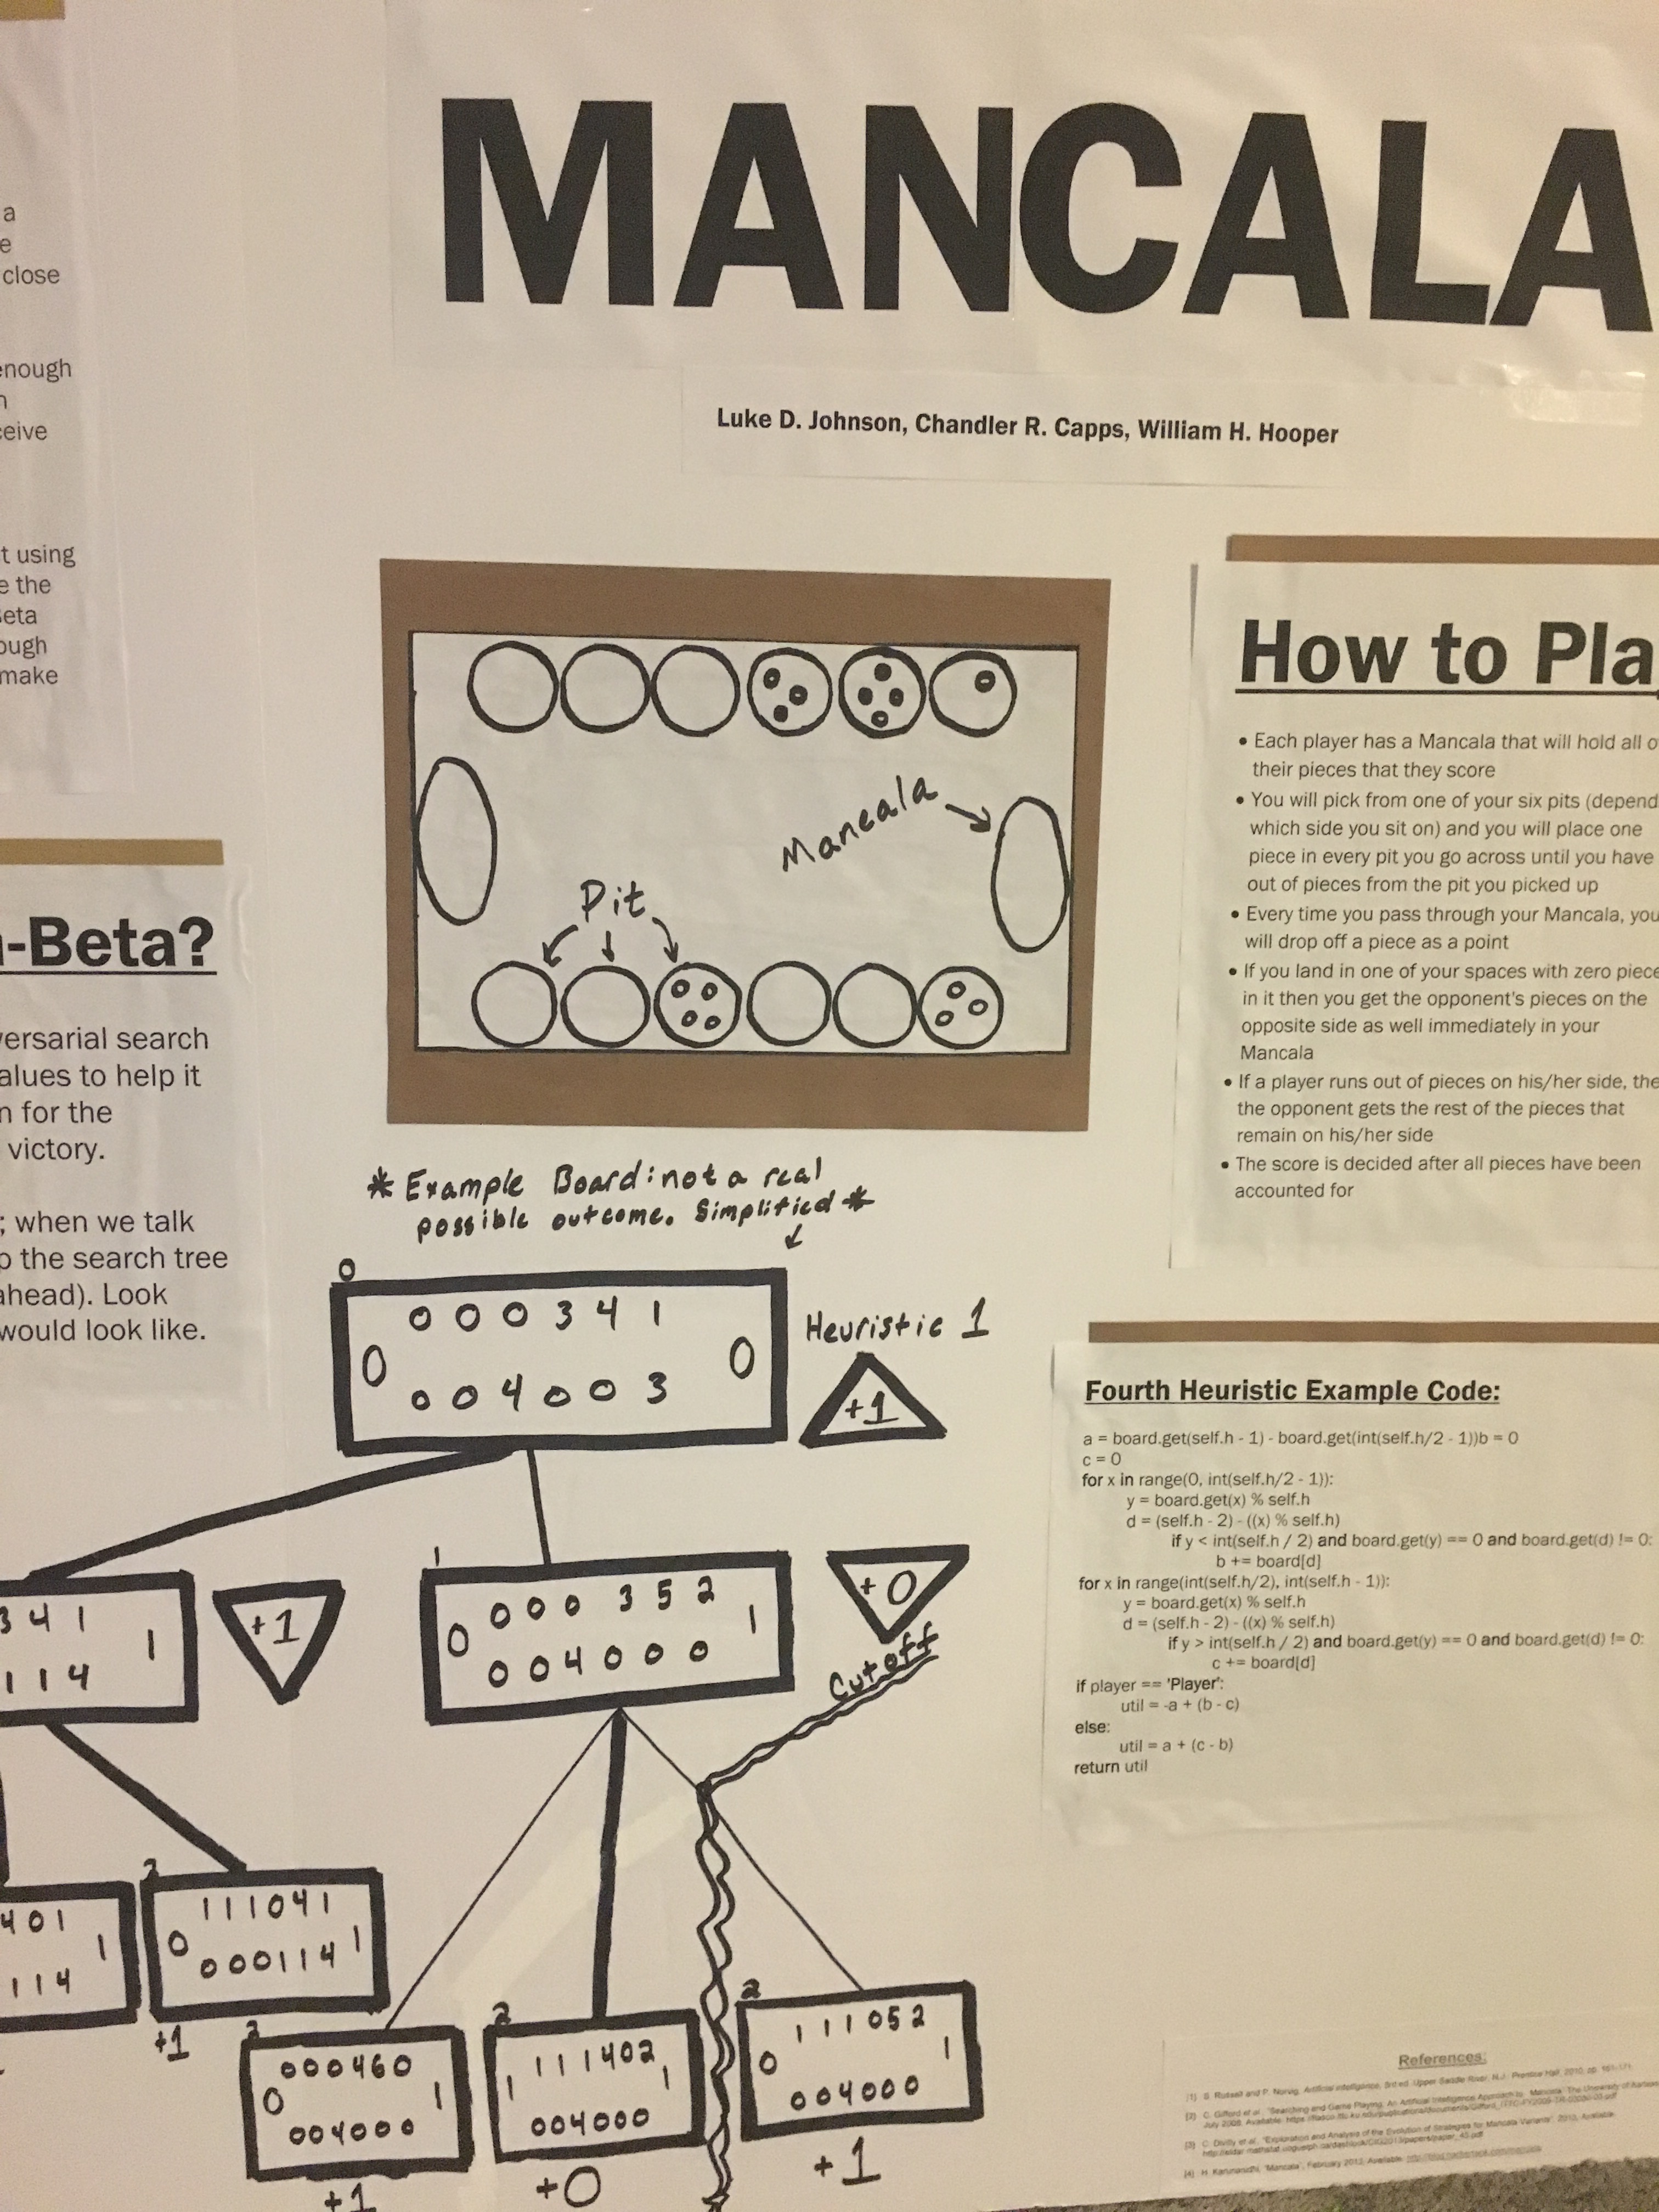 MANCALA
Luke D. Johnson, Chandler R. Capps, William H. Hooper
a
e
close
enough
n
ceive
t using
e the
Beta
ough
make
-Beta?
versarial search
alues to help it
n for the
victory.
; when we talk
p the search tree
ahead). Look
would look like.
Mancala
Pit
* Example Board: not a real
possible outcome. Simplified *
How to Play
• Each player has a Mancala that will hold all of
their pieces that they score
• You will pick from one of your six pits (depend
which side you sit on) and you will place one
piece in every pit you go across until you have
out of pieces from the pit you picked up
• Every time you pass through your Mancala, you
will drop off a piece as a point
• If you land in one of your spaces with zero piece
in it then you get the opponent's pieces on the
opposite side as well immediately in your
Mancala
• If a player runs out of pieces on his/her side, the
the opponent gets the rest of the pieces that
remain on his/her side
• The score is decided after all pieces have been
accounted for
0
0 0 0 3 4 1
0 0
0 0 4 0 0 3
Heuristic 1
+1
3 4 1
1
1 1 4
+1
1
0 0 0 3 5 2
0 1
0 0 4 0 0 0
+0
Cutoff
4 0 1
1
1 1 4
2
1 1 1 0 4 1
0 1
0 0 0 1 1 4
+1
2
0 0 0 4 6 0
0 1
0 0 4 0 0 0
+1
2
1 1 1 4 0 2
1 1
0 0 4 0 0 0
+0
2
1 1 1 0 5 2
0 1
0 0 4 0 0 0
+1
Fourth Heuristic Example Code:
a = board.get(self.h - 1) - board.get(int(self.h/2 - 1))b = 0
c = 0
for x in range(0, int(self.h/2 - 1)):
y = board.get(x) % self.h
d = (self.h - 2) - ((x) % self.h)
if y < int(self.h / 2) and board.get(y) == 0 and board.get(d) != 0:
b += board[d]
for x in range(int(self.h/2), int(self.h - 1)):
y = board.get(x) % self.h
d = (self.h - 2) - ((x) % self.h)
if y > int(self.h / 2) and board.get(y) == 0 and board.get(d) != 0:
c += board[d]
if player == 'Player':
util = -a + (b - c)
else:
util = a + (c - b)
return util
References: